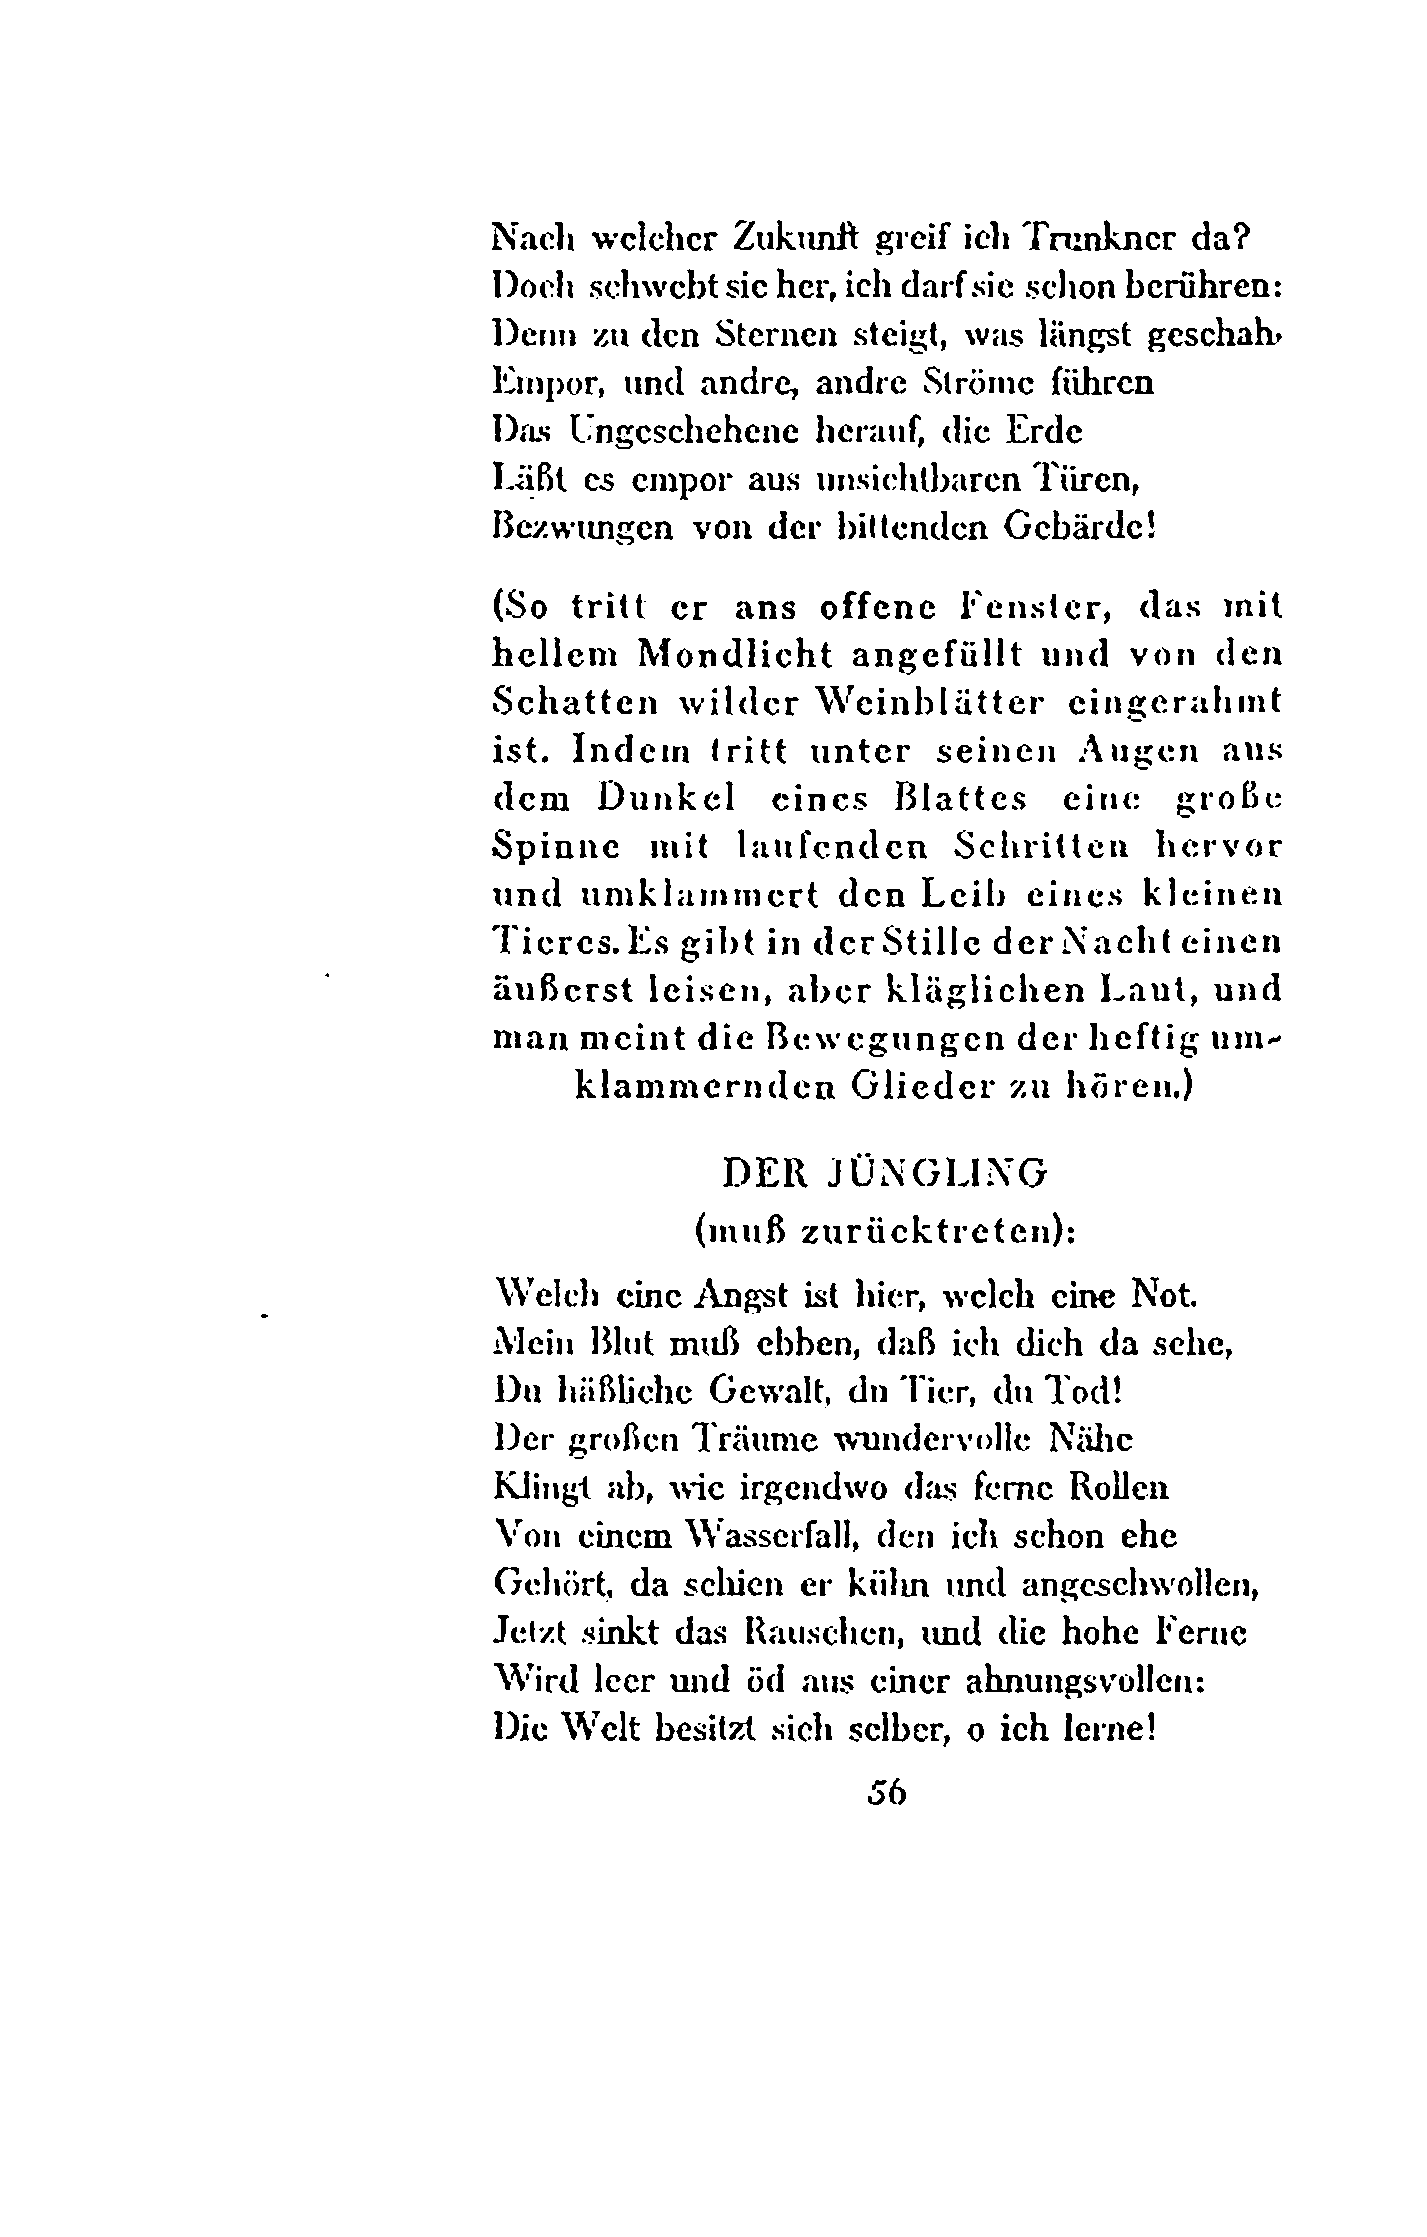 Nach welcher Zukunft greif ich Trunkner da?
Doch schwebt sie her, ich darf sie schon berühren:
Denn zu den Sternen steigt, was längst geschah,
Empor, und andre, andre Ströme führen
Das Ungeschehene herauf, die Erde
Läßt es empor aus unsichtbaren Türen,
Bezwungen von der bittenden Gebärde!
(So tritt er ans offene Fenster, das mit
hellem Mondlicht angefüllt und von den
Schatten wilder Weinblätter eingerahmt
ist. Indem tritt unter seinen Augen aus
dem Dunkel eines Blattes eine große
Spinne mit laufenden Schritten hervor
und umklammert den Leib eines kleinen
Tieres. Es gibt in der Stille der Nacht einen
äußerst leisen, aber kläglichen Laut, und
man meint die Bewegungen der heftig um-
klammernden Glieder zu hören.)
DER JÜNGLING
(muß zurücktreten):
Welch eine Angst ist hier, welch eine Not.
Mein Blut muß ebben, daß ich dich da sehe,
Du häßliche Gewalt, du Tier, du Tod!
Der großen Träume wundervolle Nähe
Klingt ab, wie irgendwo das ferne Rollen
Von einem Wasserfall, den ich schon ehe
Gehört, da schien er kühn und angeschwollen,
Jetzt sinkt das Rauschen, und die hohe Ferne
Wird leer und öd aus einer ahnungsvollen:
Die Welt besitzt sich selber, o ich lerne!
56